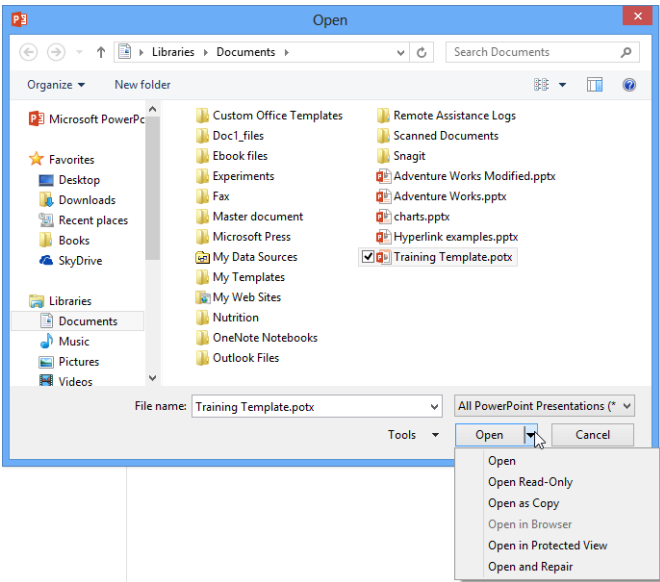 Open
Libraries Documents
Search Documents
Organize New folder
Microsoft PowerPc
Favorites
Desktop
Downloads
Recent places
Books
SkyDrive
Libraries
Documents
Music
Pictures
Videos
Custom Office Templates
Doc1_files
Ebook files
Experiments
Fax
Master document
Microsoft Press
My Data Sources
My Templates
My Web Sites
Nutrition
OneNote Notebooks
Outlook Files
Remote Assistance Logs
Scanned Documents
Snagit
Adventure Works Modified.pptx
Adventure Works.pptx
charts.pptx
Hyperlink examples.pptx
Training Template.potx
File name: Training Template.potx
All PowerPoint Presentations (*
Tools Open Cancel
Open
Open Read-Only
Open as Copy
Open in Browser
Open in Protected View
Open and Repair